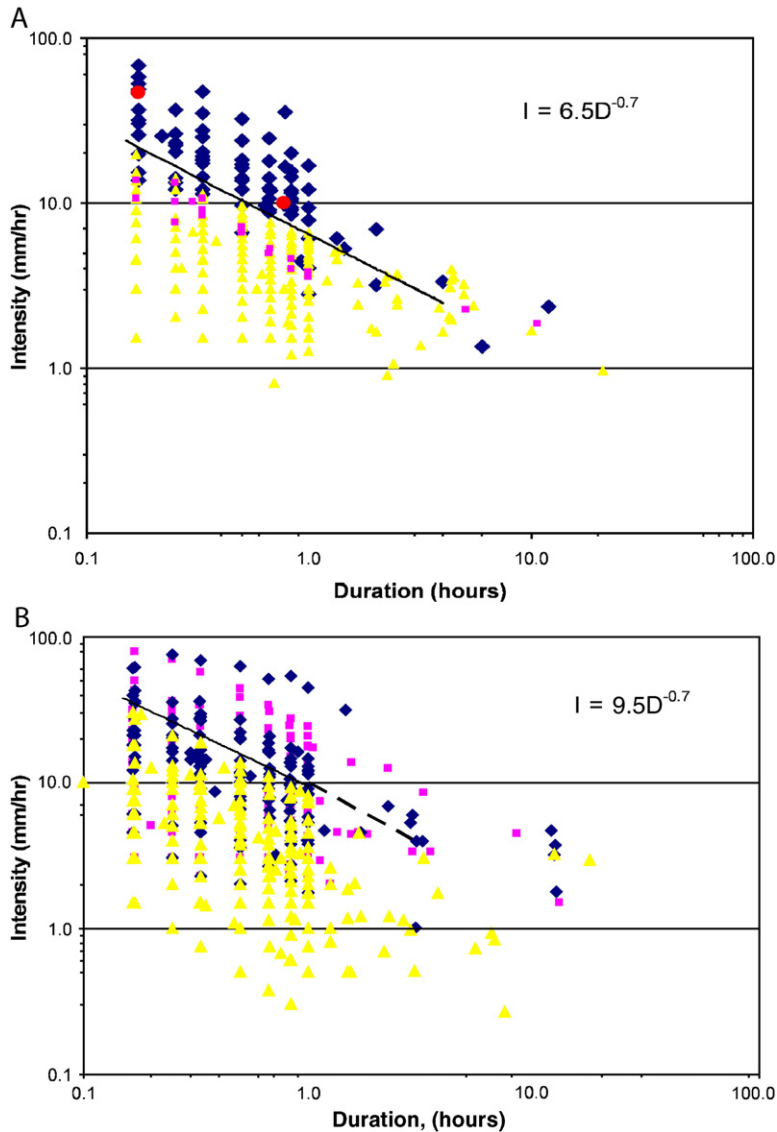 A
100.0
I = 6.5D^-0.7
10.0
Intensity (mm/hr)
1.0
0.1
0.1 1.0 10.0 100.0
Duration (hours)
B
100.0
I = 9.5D^-0.7
10.0
Intensity (mm/hr)
1.0
0.1
0.1 1.0 10.0 100.0
Duration, (hours)